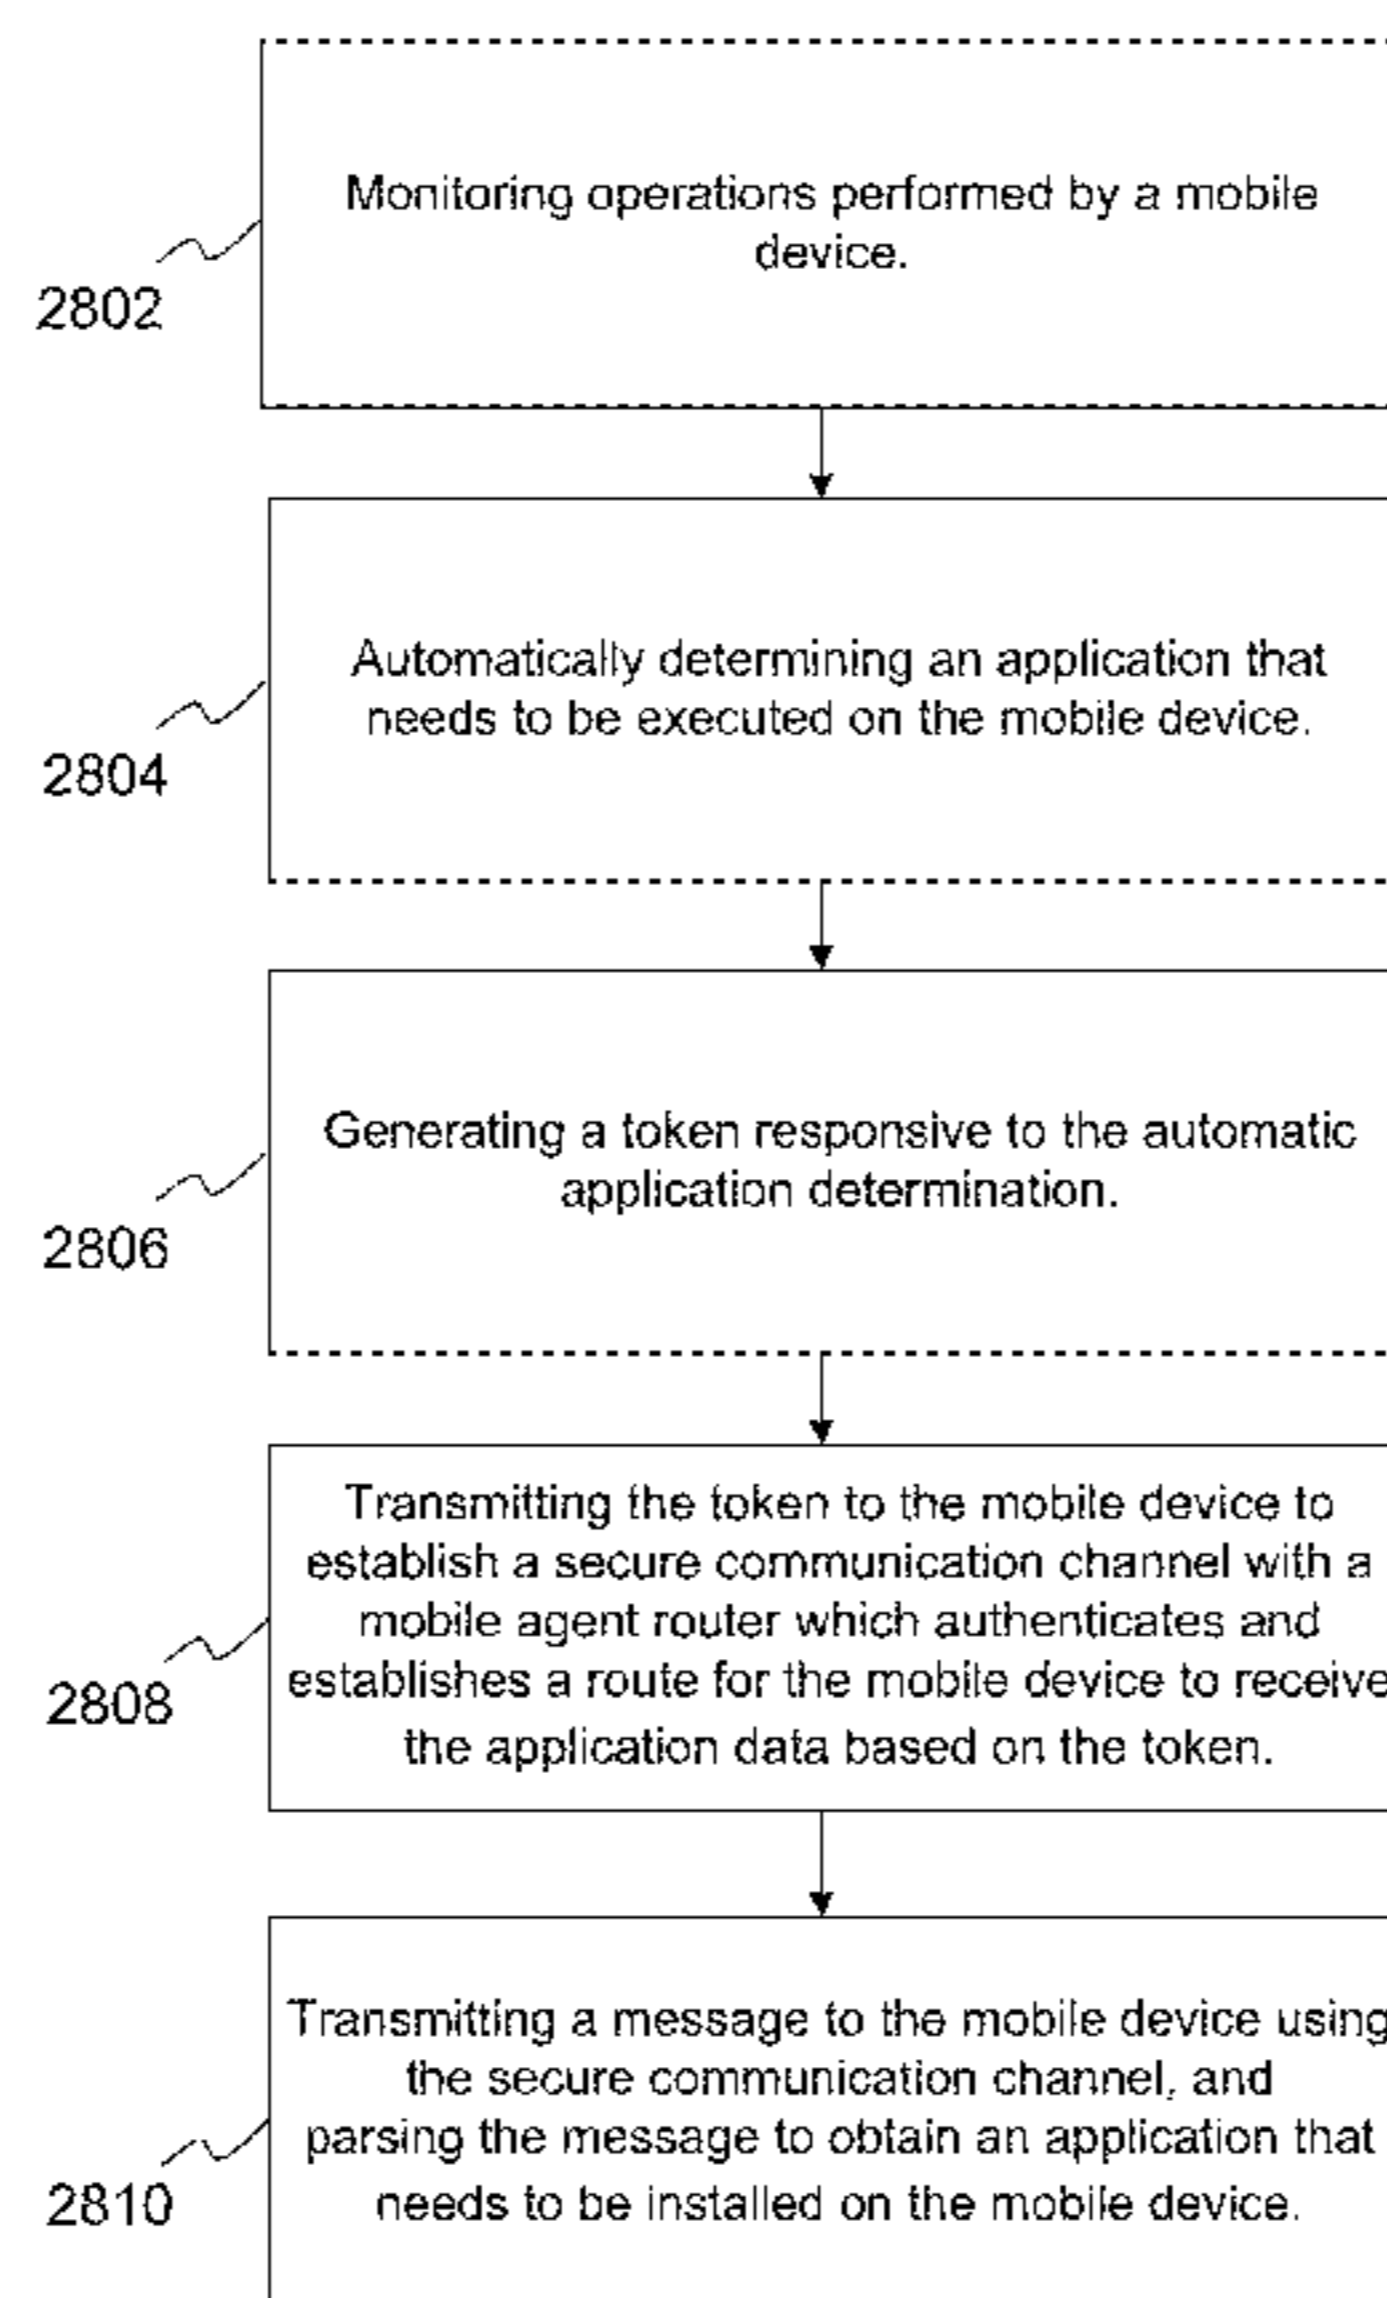 Monitoring operations performed by a mobile
device.
2802
Automatically determining an application that
needs to be executed on the mobile device.
2804
Generating a token responsive to the automatic
application determination.
2806
Transmitting the token to the mobile device to
establish a secure communication channel with a
mobile agent router which authenticates and
establishes a route for the mobile device to receive
the application data based on the token.
2808
Transmitting a message to the mobile device using
the secure communication channel, and
parsing the message to obtain an application that
needs to be installed on the mobile device.
2810